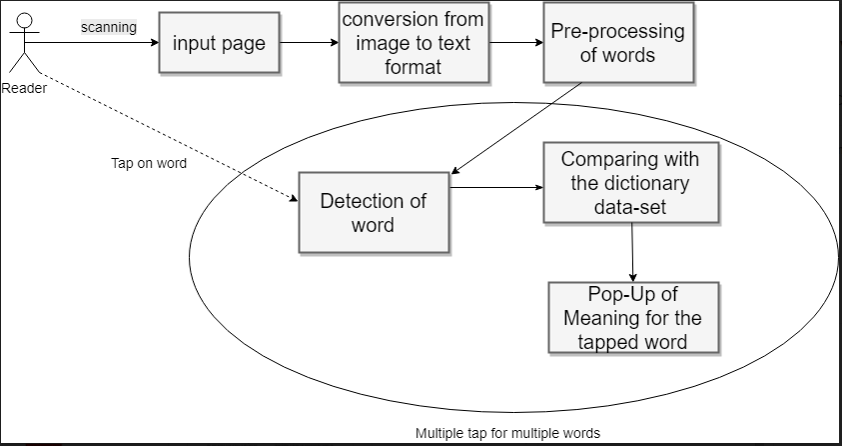 scanning
input page
conversion from
image to text
format
Pre-processing
of words
Reader
Tap on word
Detection of
word
Comparing with
the dictionary
data-set
Pop-Up of
Meaning for the
tapped word
Multiple tap for multiple words